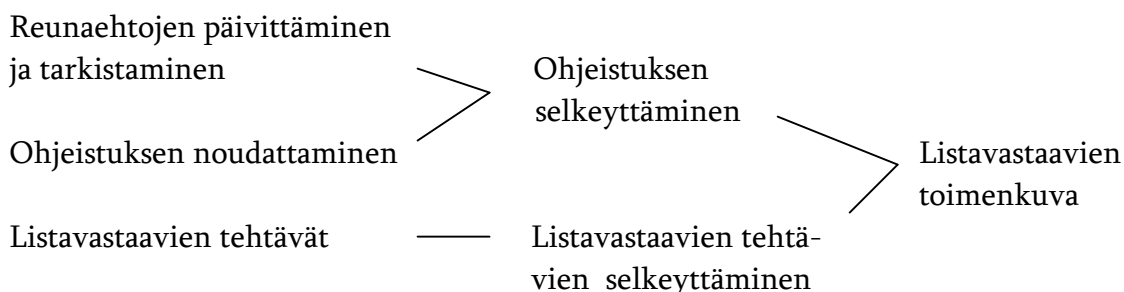 Reunaehtojen päivittäminen
ja tarkistaminen
Ohjeistuksen noudattaminen
Listavastaavien tehtävät
Ohjeistuksen
selkeyttäminen
Listavastaavien tehtä-
vien selkeyttäminen
Listavastaavien
toimenkuva